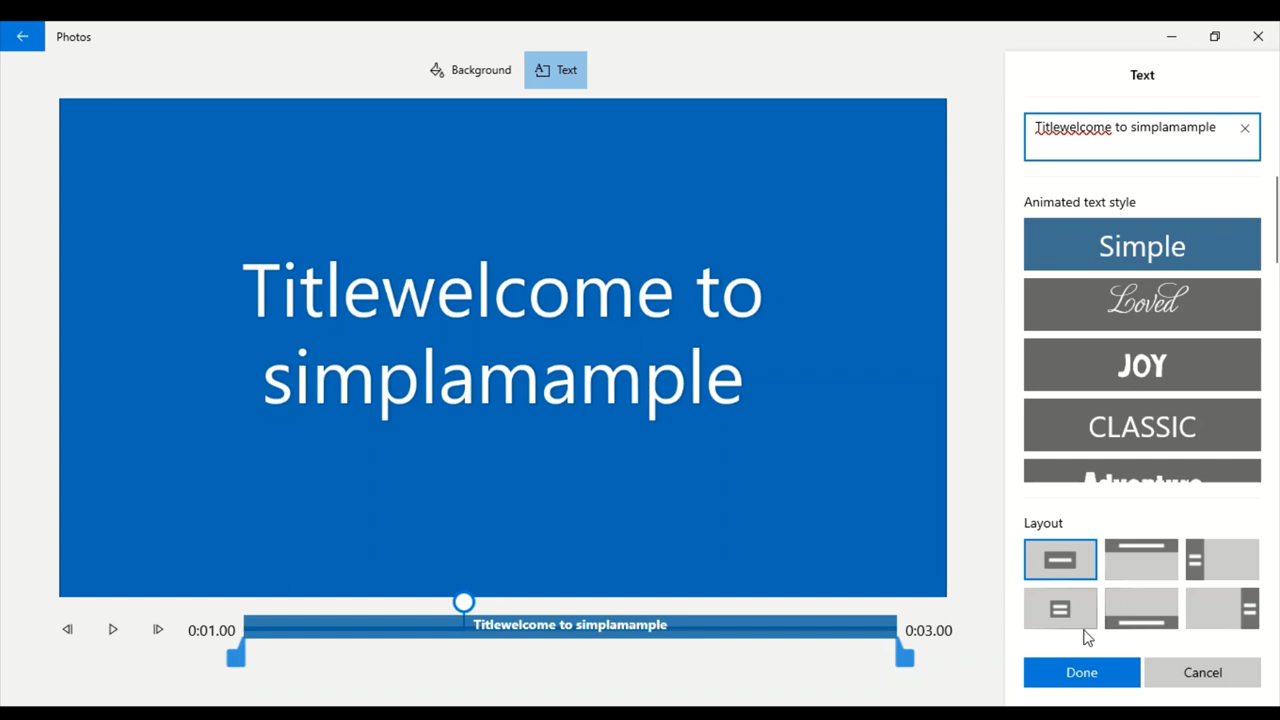 Photos
Background
Text
Text
Titlewelcome to simplamample
Animated text style
Simple
Loved
JOY
CLASSIC
Adventure
Titlewelcome to
simplamample
Layout
0:01.00
Titlewelcome to simplamample
0:03.00
Done
Cancel